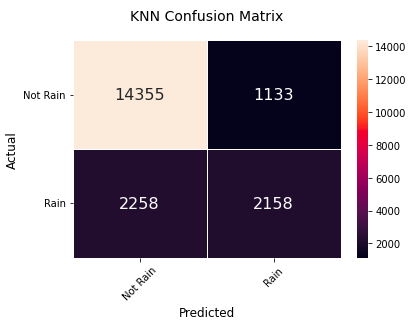 KNN Confusion Matrix
Actual
Not Rain
14355
1133
Rain
2258
2158
Not Rain
Rain
Predicted
14000
12000
10000
8000
6000
4000
2000